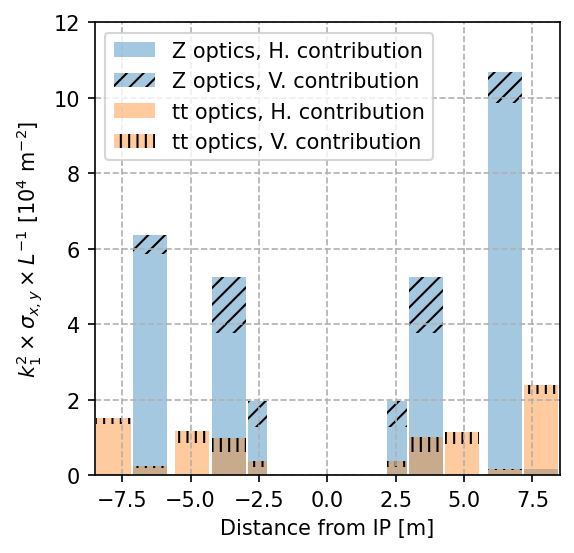 12
10
8
6
4
2
0
k₁² × σₓ,ᵧ × L⁻¹ [10⁴ m⁻²]
Z optics, H. contribution
Z optics, V. contribution
tt optics, H. contribution
tt optics, V. contribution
−7.5 −5.0 −2.5 0.0 2.5 5.0 7.5
Distance from IP [m]